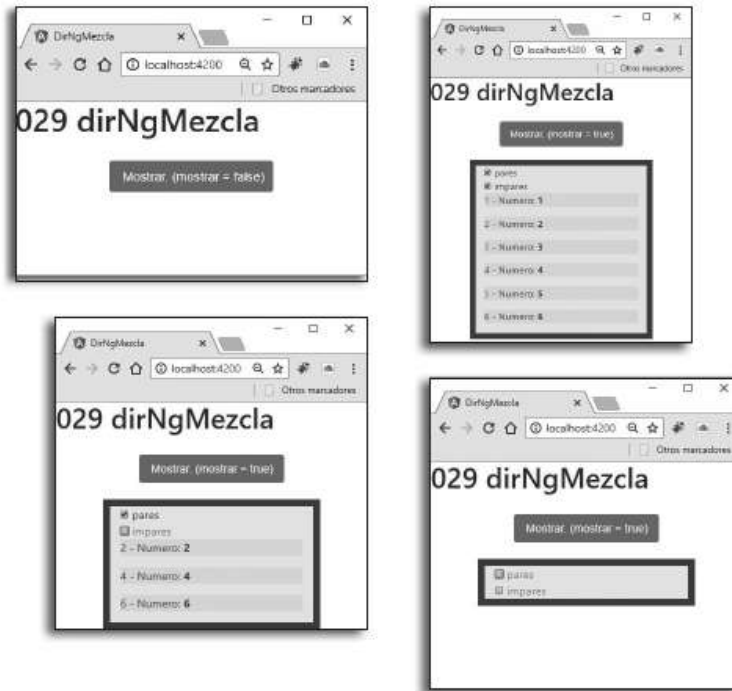 DirNgMezcla
localhost:4200
Otros marcadores
029 dirNgMezcla
Mostrar. (mostrar = false)
DirNgMezcla
localhost:4200
Otros marcadores
029 dirNgMezcla
Mostrar. (mostrar = true)
pares
impares
1 - Numero: 1
2 - Numero: 2
3 - Numero: 3
4 - Numero: 4
5 - Numero: 5
6 - Numero: 6
DirNgMezcla
localhost:4200
Otros marcadores
029 dirNgMezcla
Mostrar. (mostrar = true)
pares
impares
2 - Numero: 2
4 - Numero: 4
6 - Numero: 6
DirNgMezcla
localhost:4200
Otros marcadores
029 dirNgMezcla
Mostrar. (mostrar = true)
pares
impares